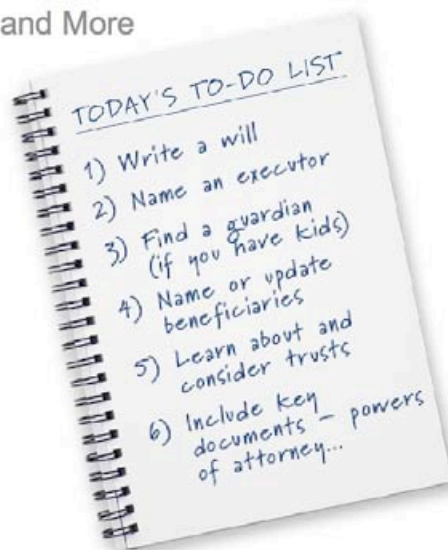 and More
TODAY'S TO-DO LIST
1) Write a will
2) Name an executor
3) Find a guardian
(if you have kids)
4) Name or update
beneficiaries
5) Learn about and
consider trusts
6) Include key
documents – powers
of attorney...